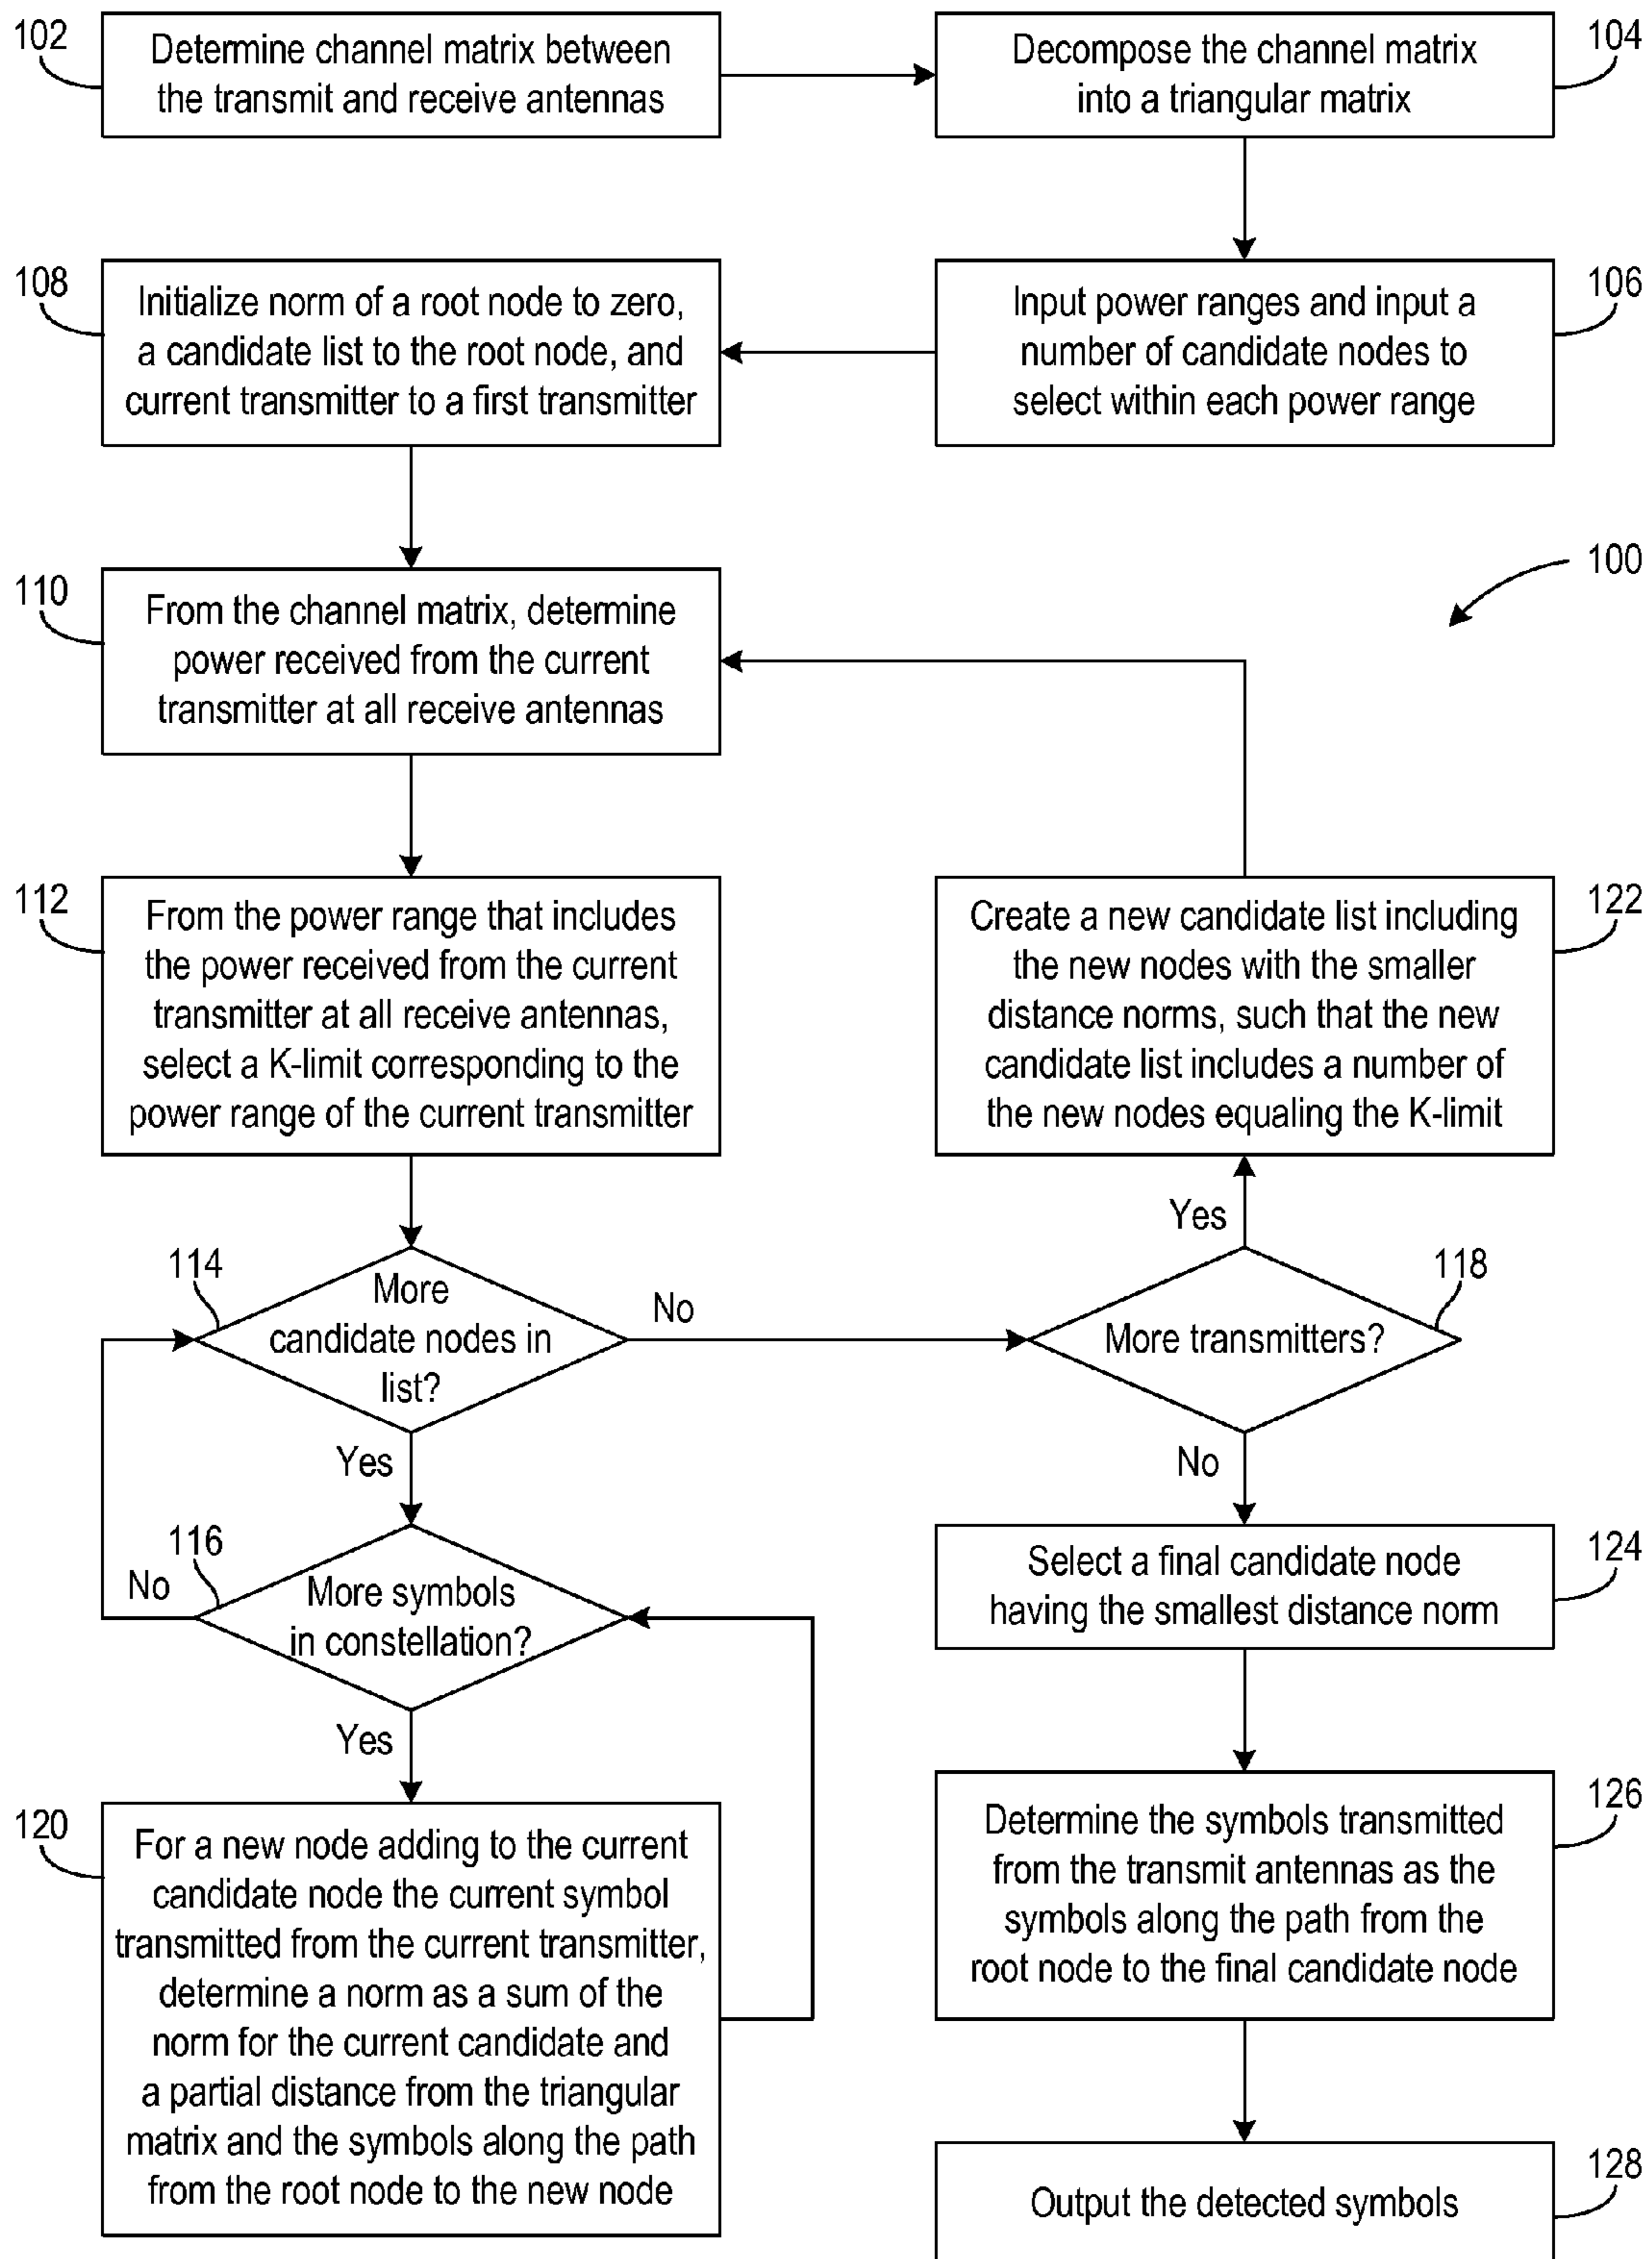 102
Determine channel matrix between
the transmit and receive antennas
104
Decompose the channel matrix
into a triangular matrix
106
Input power ranges and input a
number of candidate nodes to
select within each power range
108
Initialize norm of a root node to zero,
a candidate list to the root node, and
current transmitter to a first transmitter
100
110
From the channel matrix, determine
power received from the current
transmitter at all receive antennas
112
From the power range that includes
the power received from the current
transmitter at all receive antennas,
select a K-limit corresponding to the
power range of the current transmitter
114
More
candidate nodes in
list?
No
Yes
116
More symbols
in constellation?
No
Yes
120
For a new node adding to the current
candidate node the current symbol
transmitted from the current transmitter,
determine a norm as a sum of the
norm for the current candidate and
a partial distance from the triangular
matrix and the symbols along the path
from the root node to the new node
118
More transmitters?
Yes
No
122
Create a new candidate list including
the new nodes with the smaller
distance norms, such that the new
candidate list includes a number of
the new nodes equaling the K-limit
124
Select a final candidate node
having the smallest distance norm
126
Determine the symbols transmitted
from the transmit antennas as the
symbols along the path from the
root node to the final candidate node
128
Output the detected symbols